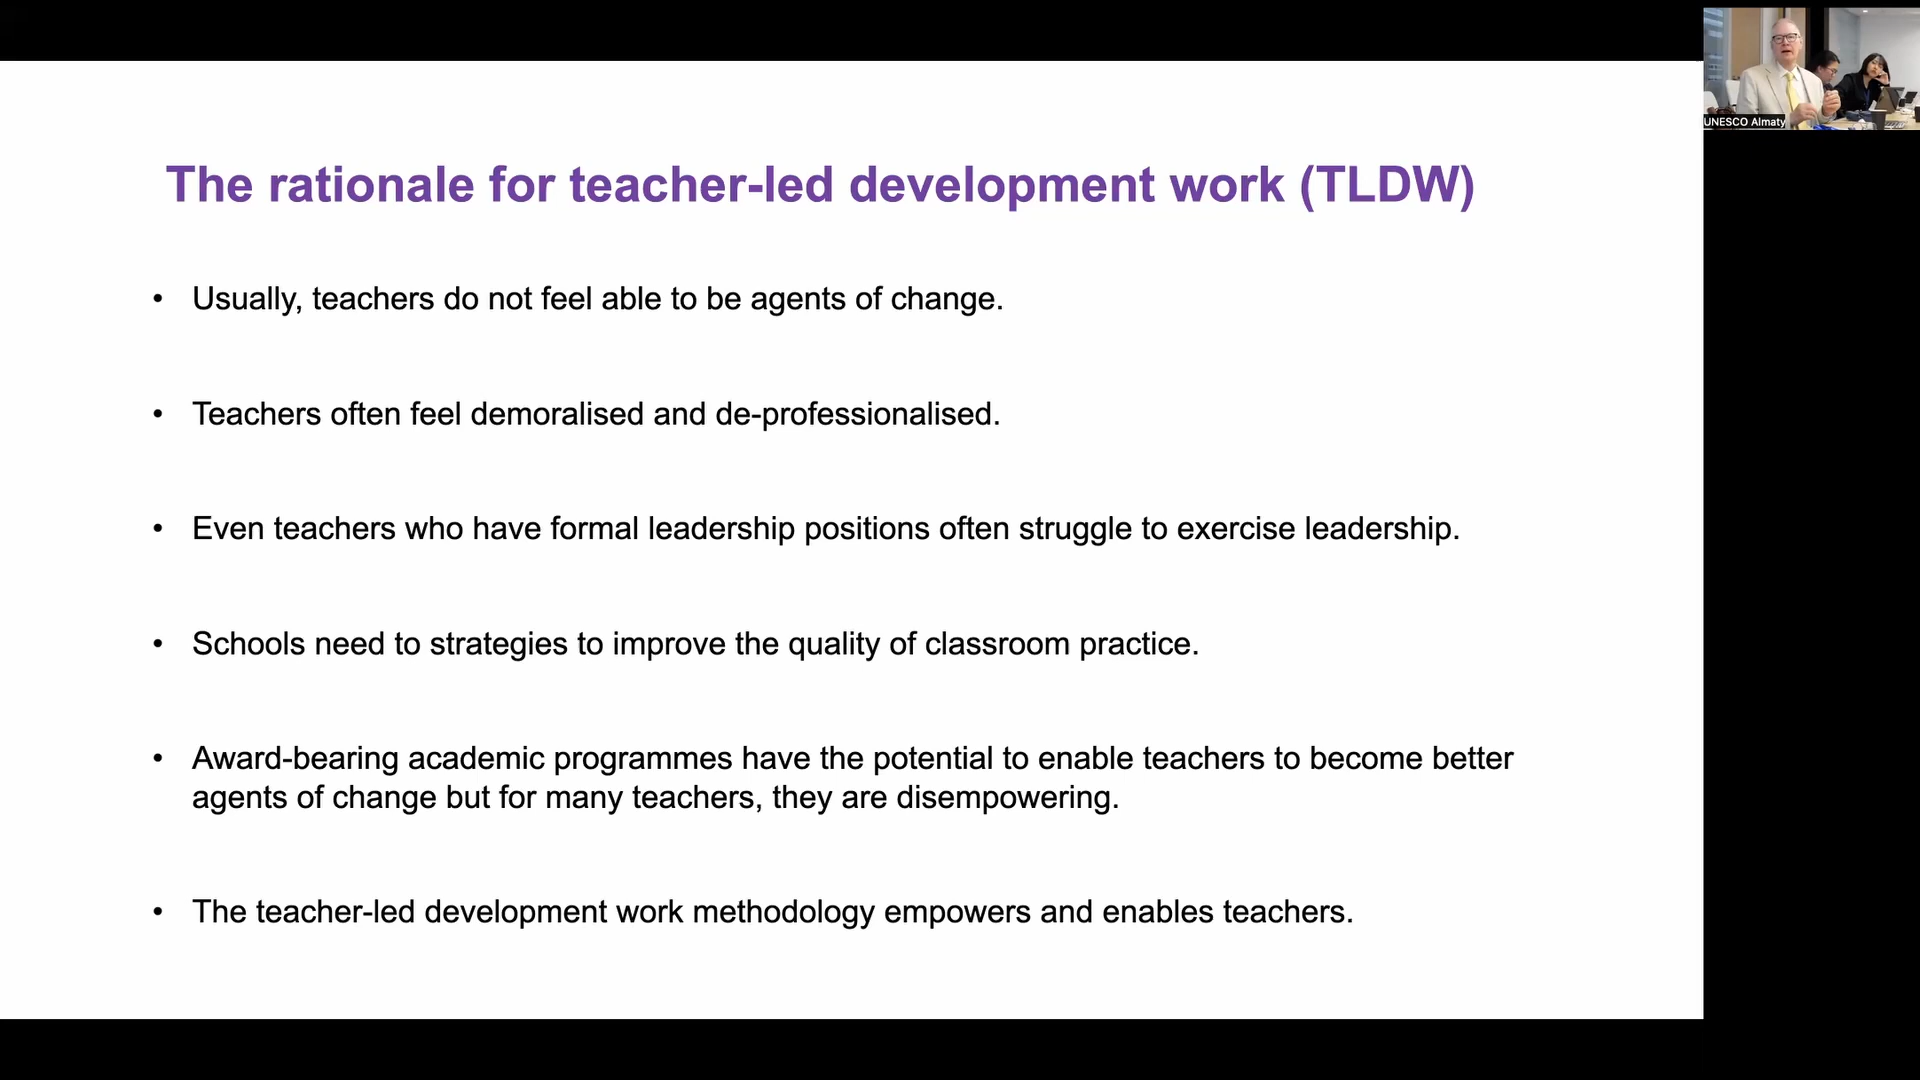 UNESCO Almaty
The rationale for teacher-led development work (TLDW)
• Usually, teachers do not feel able to be agents of change.
• Teachers often feel demoralised and de-professionalised.
• Even teachers who have formal leadership positions often struggle to exercise leadership.
• Schools need to strategies to improve the quality of classroom practice.
• Award-bearing academic programmes have the potential to enable teachers to become better
agents of change but for many teachers, they are disempowering.
• The teacher-led development work methodology empowers and enables teachers.